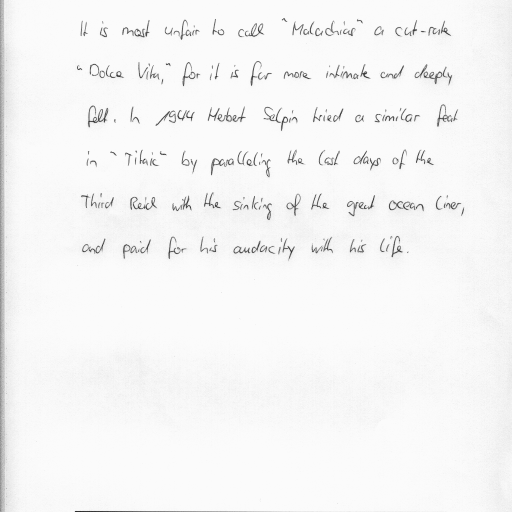 It is most unfair to call "Malachias" a cut-rate
"Dolce Vita," for it is far more intimate and deeply
felt. In 1944 Herbert Selpin tried a similar feat
in "Titanic" by paralleling the last days of the
Third Reich with the sinking of the great ocean liner,
and paid for his audacity with his life.